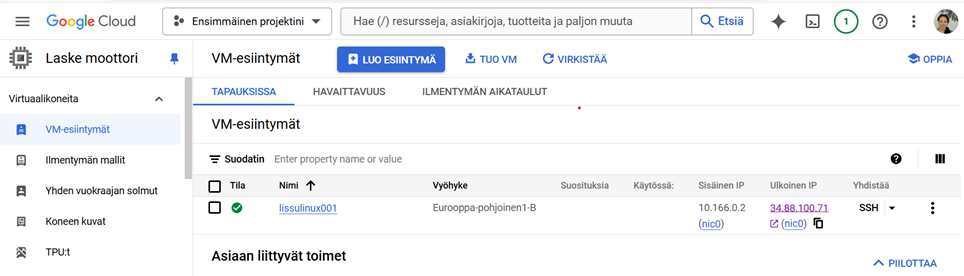 Google Cloud
Ensimmäinen projektini
Hae (/) resursseja, asiakirjoja, tuotteita ja paljon muuta
Etsiä
1
Laske moottori
VM-esiintymät
LUO ESIINTYMÄ
TUO VM
VIRKISTÄÄ
OPPIA
Virtuaalikoneita
VM-esiintymät
Ilmentymän mallit
Yhden vuokraajan solmut
Koneen kuvat
TPU:t
TAPAUKSISSA
HAVAITTAVUUS
ILMENTYMÄN AIKATAULUT
VM-esiintymät
Suodatin Enter property name or value
Tila Nimi Vyöhyke Suosituksia Käytössä: Sisäinen IP Ulkoinen IP Yhdistää
lissulinux001 Eurooppa-pohjoinen1-B 10.166.0.2 34.88.100.71 SSH
(nic0) (nic0)
Asiaan liittyvät toimet
PIILOTTAA